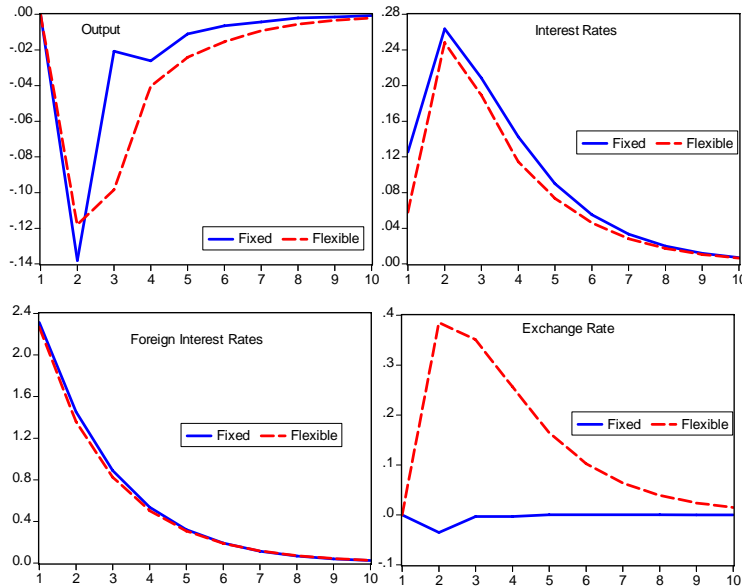 Output
.00
-.02
-.04
-.06
-.08
-.10
-.12
-.14
1 2 3 4 5 6 7 8 9 10
Fixed Flexible
Interest Rates
.28
.24
.20
.16
.12
.08
.04
.00
1 2 3 4 5 6 7 8 9 10
Fixed Flexible
Foreign Interest Rates
2.4
2.0
1.6
1.2
0.8
0.4
0.0
1 2 3 4 5 6 7 8 9 10
Fixed Flexible
Exchange Rate
.4
.3
.2
.1
.0
-.1
1 2 3 4 5 6 7 8 9 10
Fixed Flexible